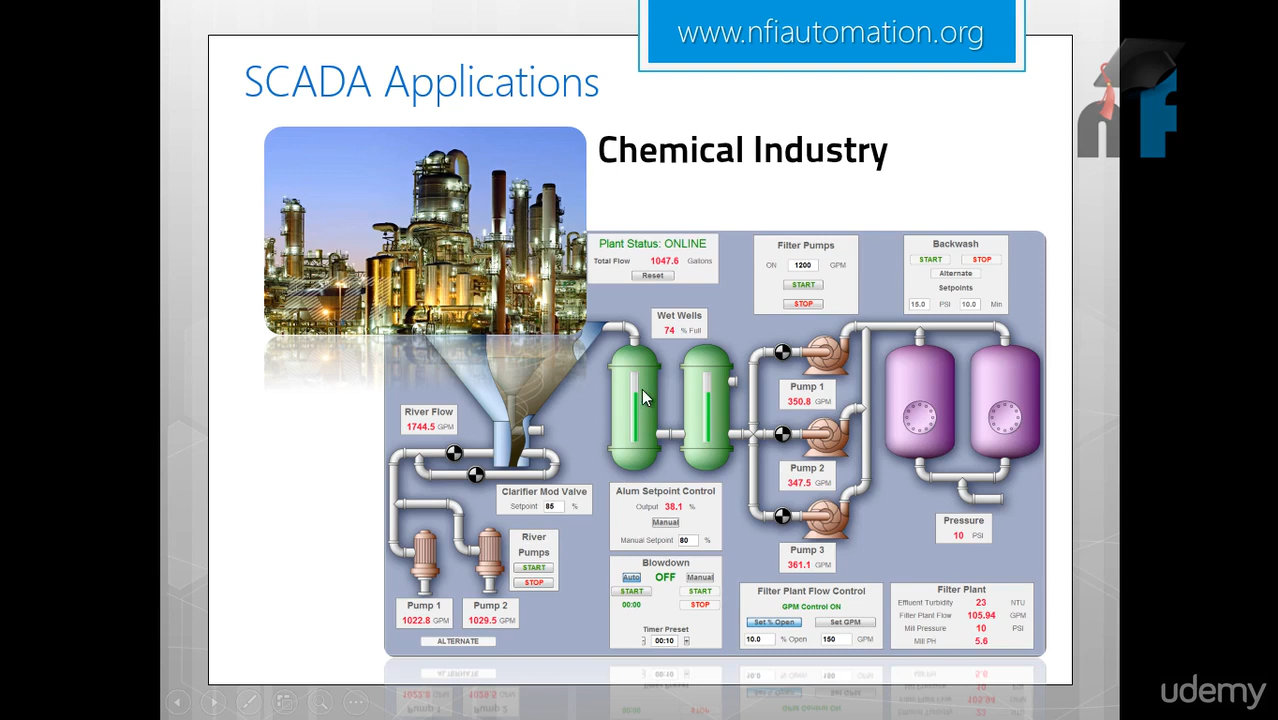 www.nfiautomation.org
SCADA Applications
nf
Chemical Industry
Plant Status: ONLINE
Total Flow 1047.6 Gallons
Reset
Filter Pumps
ON 1200 GPM
START
STOP
Backwash
START STOP
Alternate
Setpoints
15.0 PSI 10.0 Min
Wet Wells
74 % Full
Pump 1
350.8 GPM
River Flow
1744.5 GPM
Pump 2
347.5 GPM
Clarifier Mod Valve
Setpoint 85 %
Alum Setpoint Control
Output 38.1 %
Manual
Manual Setpoint 80 %
Pressure
10 PSI
River
Pumps
START
STOP
Pump 3
361.1 GPM
Blowdown
Auto OFF Manual
START START
00:00 STOP
Timer Preset
- 00:10 +
Filter Plant Flow Control
GPM Control ON
Set % Open Set GPM
10.0 % Open 150 GPM
Filter Plant
Effluent Turbidity 23 NTU
Filter Plant Flow 105.94 GPM
Mill Pressure 10 PSI
Mill PH 5.6
Pump 1
1022.8 GPM
Pump 2
1029.5 GPM
ALTERNATE
udemy